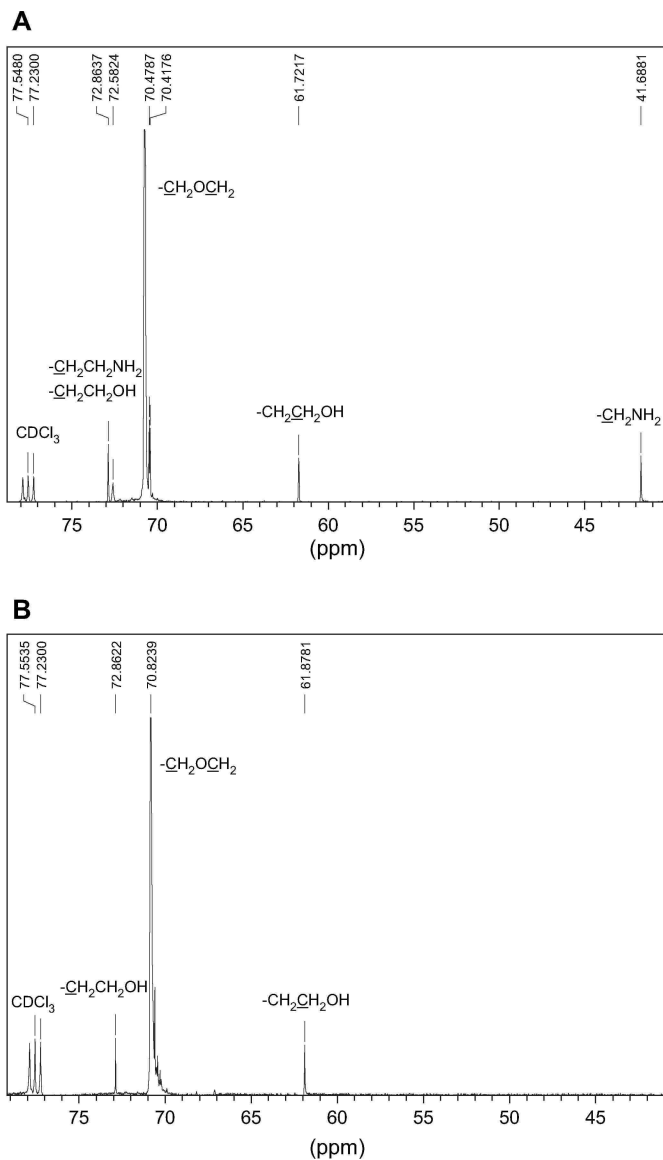 A
77.5480
77.2300
72.8637
72.5824
70.4787
70.4176
61.7217
41.6881
-CH₂OCH₂
-CH₂CH₂NH₂
-CH₂CH₂OH
CDCl₃
-CH₂CH₂OH
-CH₂NH₂
75 70 65 60 55 50 45
(ppm)
B
77.5535
77.2300
72.8622
70.8239
61.8781
-CH₂OCH₂
-CH₂CH₂OH
CDCl₃
-CH₂CH₂OH
75 70 65 60 55 50 45
(ppm)